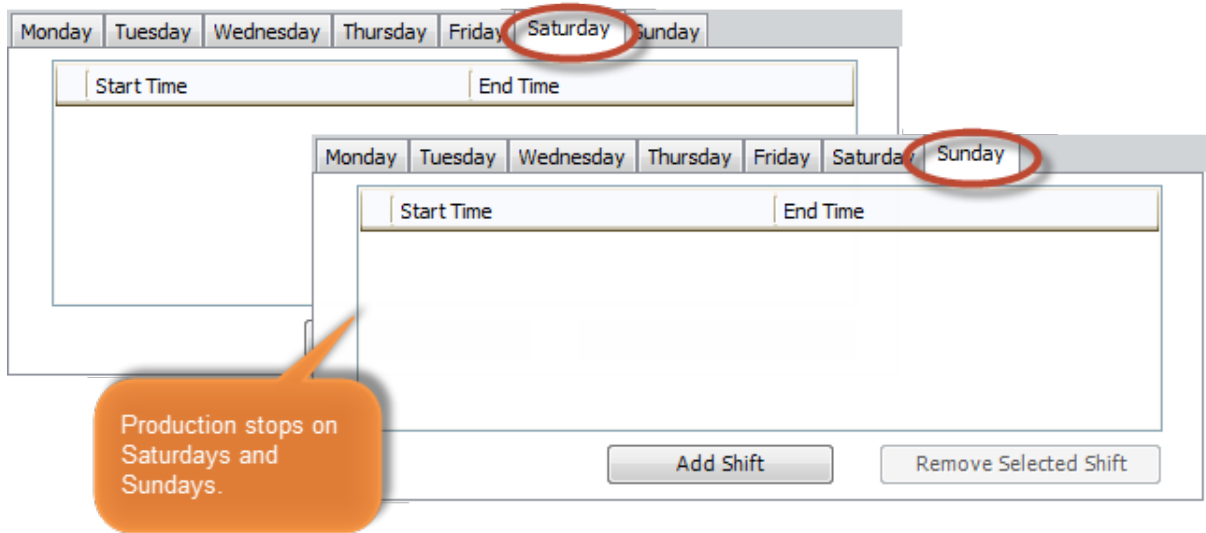 Monday Tuesday Wednesday Thursday Friday Saturday Sunday
Start Time End Time
Monday Tuesday Wednesday Thursday Friday Saturday Sunday
Start Time End Time
Add Shift Remove Selected Shift
Production stops on
Saturdays and
Sundays.